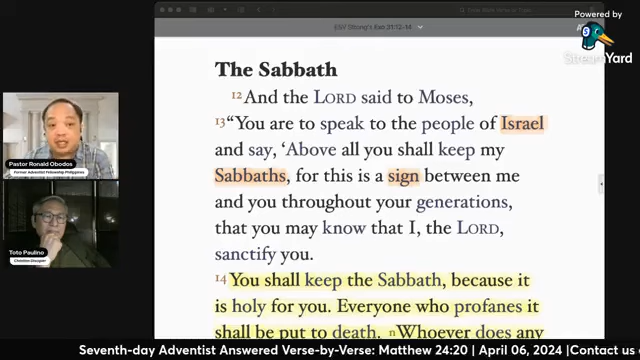 Powered by
StreamYard
ESV Strong's Exo 31:12–14
The Sabbath
12 And the LORD said to Moses,
13 “You are to speak to the people of Israel
and say, ‘Above all you shall keep my
Sabbaths, for this is a sign between me
and you throughout your generations,
that you may know that I, the LORD,
sanctify you.
14 You shall keep the Sabbath, because it
is holy for you. Everyone who profanes it
shall be put to death. n Whoever does any
Pastor Ronald Obodos
Former Adventist Fellowship Philippines
Toto Paulino
Christino Disciple
Seventh-day Adventist Answered Verse-by-Verse: Matthew 24:20 | April 06, 2024 |Contact us o